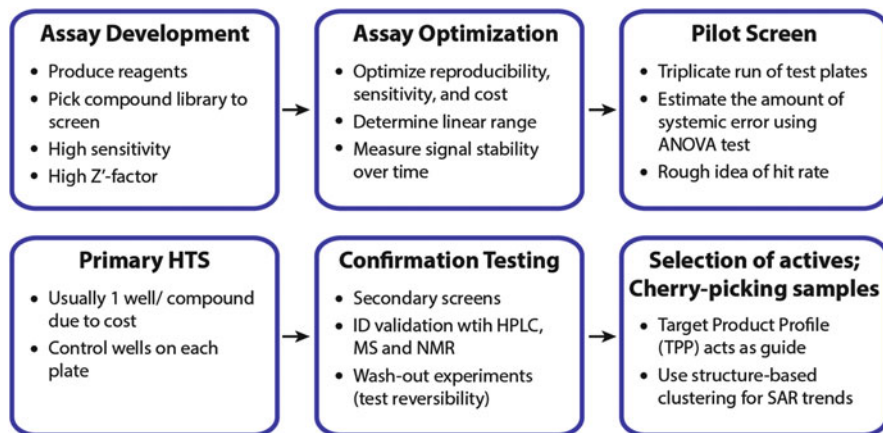 Assay Development
• Produce reagents
• Pick compound library to
screen
• High sensitivity
• High Z'-factor
Assay Optimization
• Optimize reproducibility,
sensitivity, and cost
• Determine linear range
• Measure signal stability
over time
Pilot Screen
• Triplicate run of test plates
• Estimate the amount of
systemic error using
ANOVA test
• Rough idea of hit rate
Primary HTS
• Usually 1 well/ compound
due to cost
• Control wells on each
plate
Confirmation Testing
• Secondary screens
• ID validation wtih HPLC,
MS and NMR
• Wash-out experiments
(test reversibility)
Selection of actives;
Cherry-picking samples
• Target Product Profile
(TPP) acts as guide
• Use structure-based
clustering for SAR trends